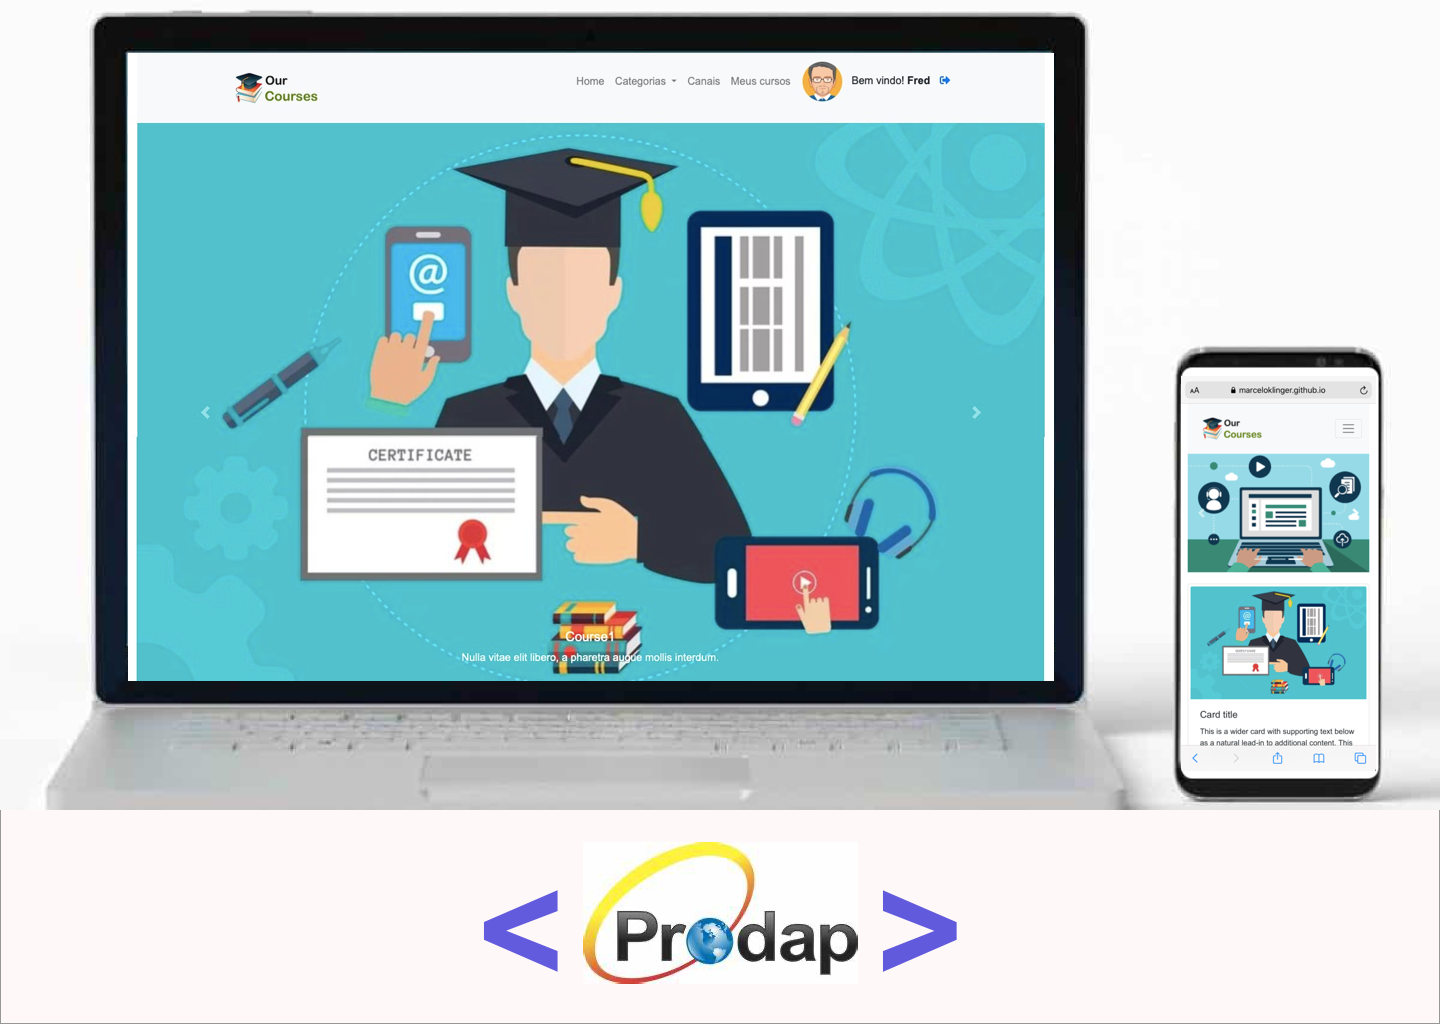 Our
Courses
Home Categorias Canais Meus cursos Bem vindo! Fred
@
CERTIFICATE
Course1
Nulla vitae elit libero, a pharetra augue mollis interdum.
AA marceloklinger.github.io
Our
Courses
Card title
This is a wider card with supporting text below
as a natural lead-in to additional content. This
< Prodap >